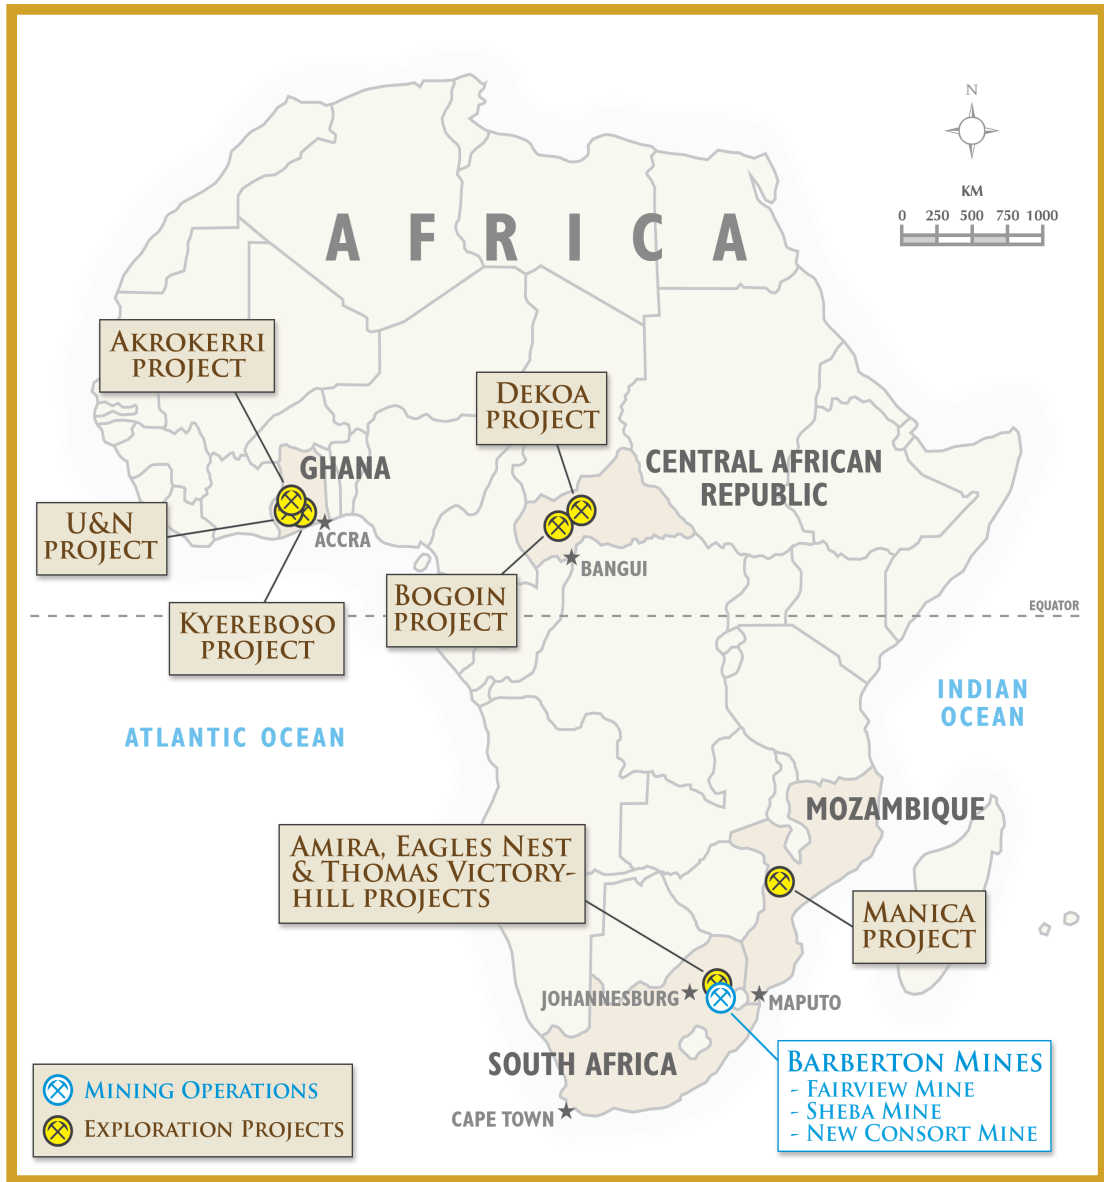 N
KM
0 250 500 750 1000
AFRICA
AKROKERRI
PROJECT
DEKOA
PROJECT
GHANA
CENTRAL AFRICAN
REPUBLIC
U&N
PROJECT
ACCRA
BANGUI
BOGOIN
PROJECT
KYEREBOSO
PROJECT
EQUATOR
INDIAN
OCEAN
ATLANTIC OCEAN
MOZAMBIQUE
AMIRA, EAGLES NEST
& THOMAS VICTORY-
HILL PROJECTS
MANICA
PROJECT
JOHANNESBURG
MAPUTO
SOUTH AFRICA
CAPE TOWN
BARBERTON MINES
- FAIRVIEW MINE
- SHEBA MINE
- NEW CONSORT MINE
MINING OPERATIONS
EXPLORATION PROJECTS